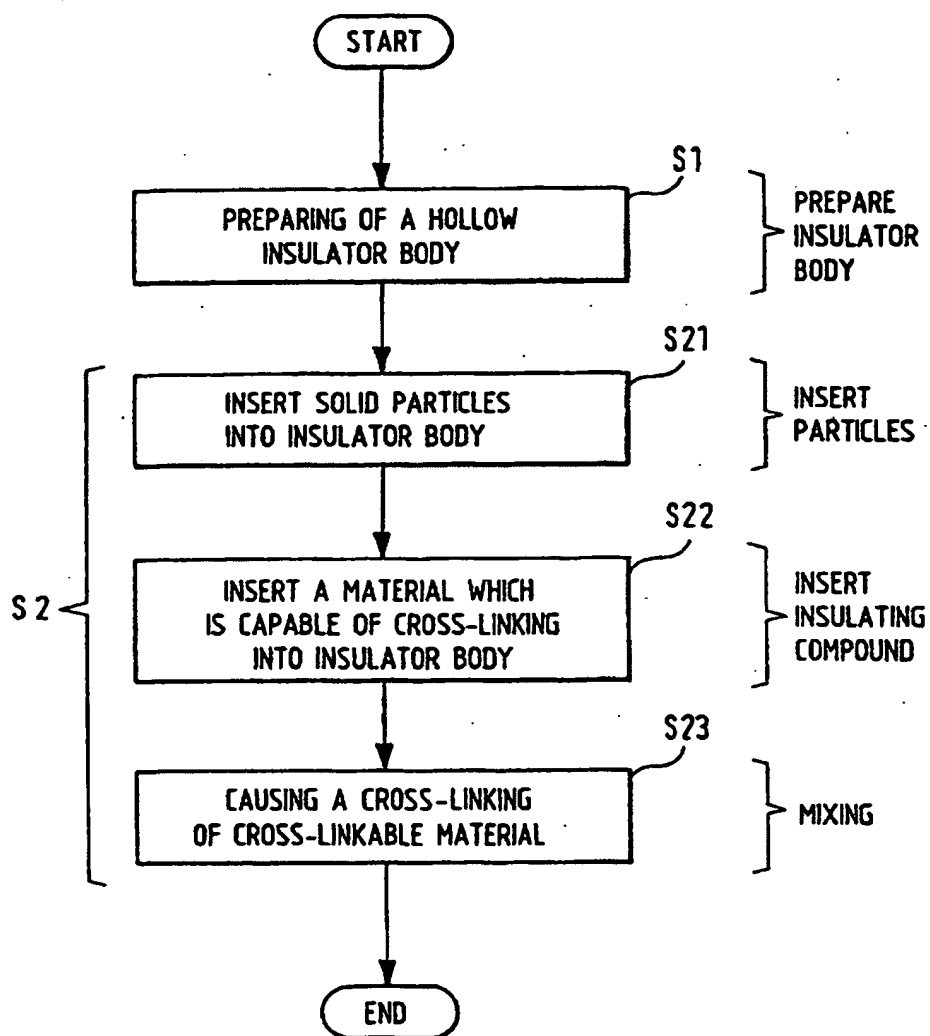 START
S1
PREPARING OF A HOLLOW
INSULATOR BODY
PREPARE
INSULATOR
BODY
S21
INSERT SOLID PARTICLES
INTO INSULATOR BODY
INSERT
PARTICLES
S22
INSERT A MATERIAL WHICH
IS CAPABLE OF CROSS-LINKING
INTO INSULATOR BODY
INSERT
INSULATING
COMPOUND
S2
S23
CAUSING A CROSS-LINKING
OF CROSS-LINKABLE MATERIAL
MIXING
END